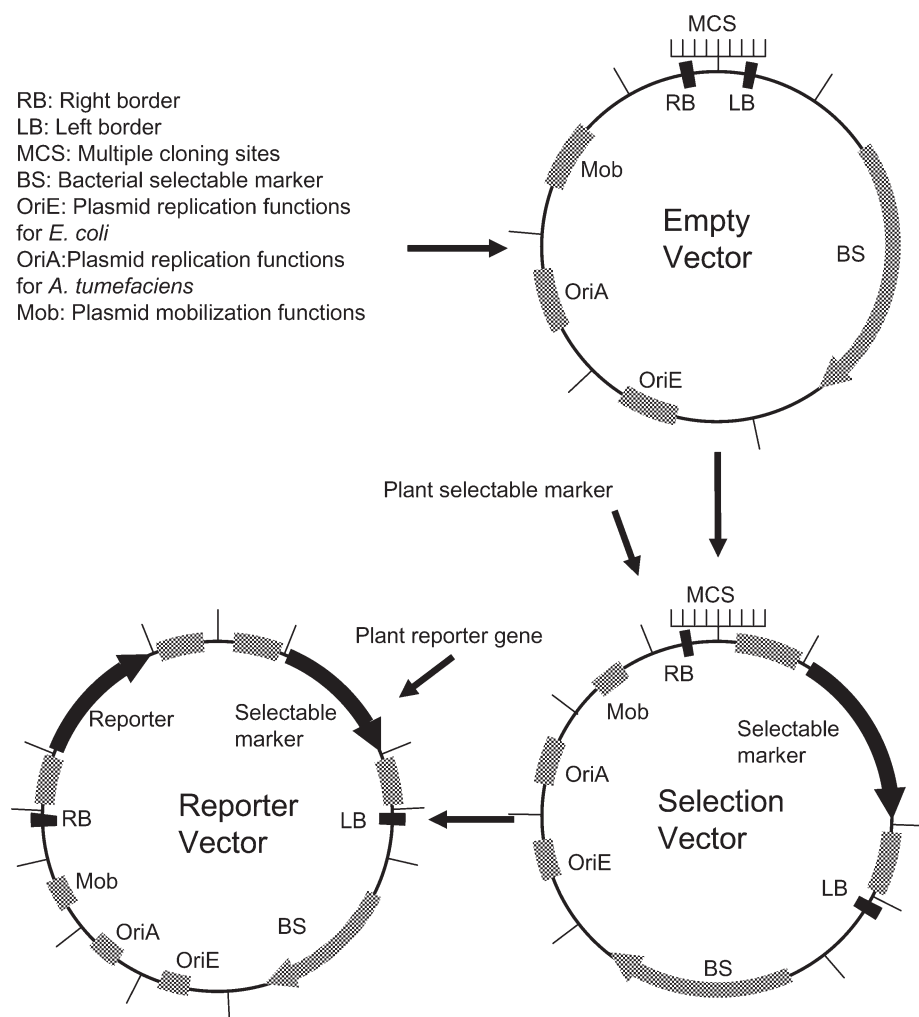 MCS
RB LB
RB: Right border
LB: Left border
MCS: Multiple cloning sites
BS: Bacterial selectable marker
OriE: Plasmid replication functions
for E. coli
OriA:Plasmid replication functions
for A. tumefaciens
Mob: Plasmid mobilization functions
Mob
Empty
Vector
BS
OriA
OriE
Plant selectable marker
MCS
RB
Mob
Selectable
marker
OriA
Selection
Vector
OriE
LB
BS
Plant reporter gene
Reporter
Selectable
marker
RB
Reporter
Vector
LB
Mob
OriA
OriE
BS